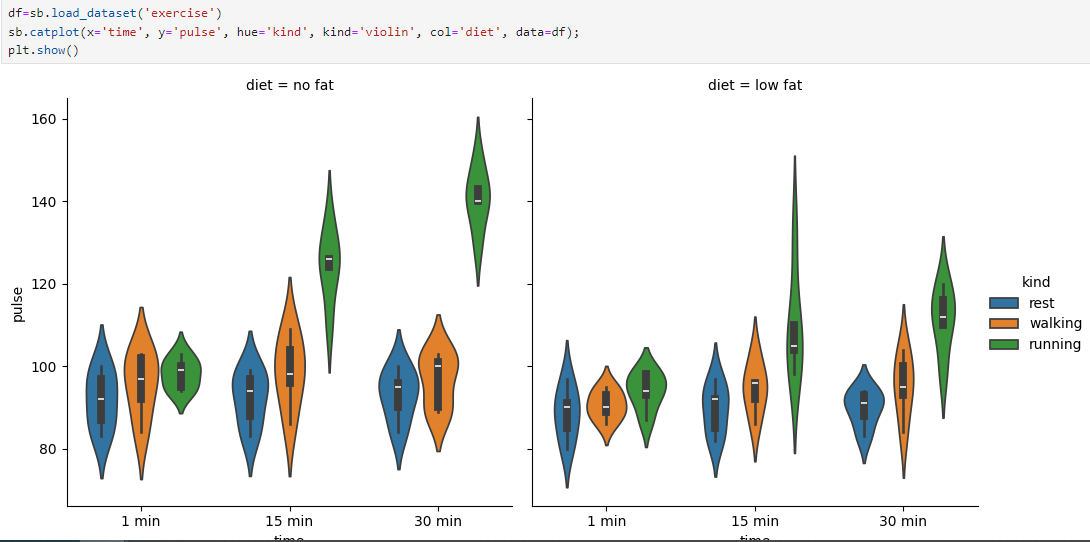 df=sb.load_dataset('exercise')
sb.catplot(x='time', y='pulse', hue='kind', kind='violin', col='diet', data=df);
plt.show()
diet = no fat
diet = low fat
160
140
120
100
80
pulse
1 min
15 min
30 min
1 min
15 min
30 min
time
time
kind
rest
walking
running